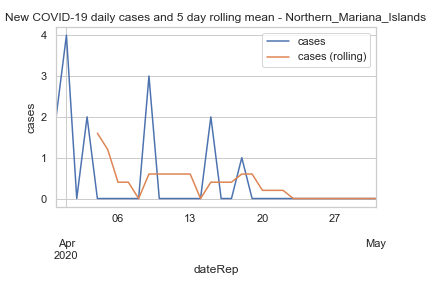 New COVID-19 daily cases and 5 day rolling mean - Northern_Mariana_Islands
cases
cases (rolling)
4
3
2
1
0
cases
06
13
20
27
Apr
2020
May
dateRep